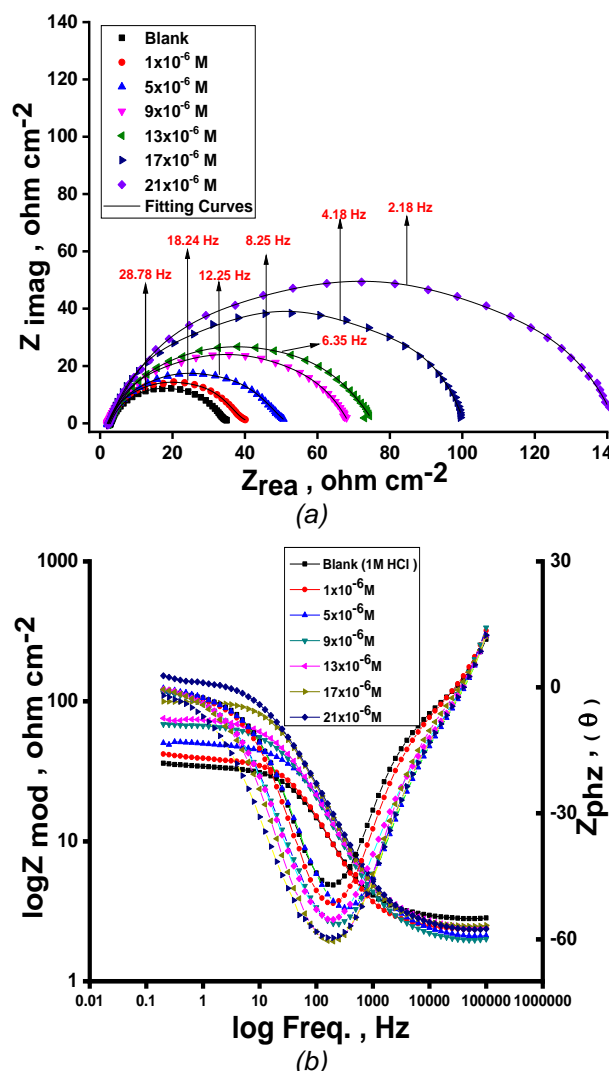 140
120
100
80
60
40
20
0
Z imag , ohm cm-2
Blank
1x10-6 M
5x10-6 M
9x10-6 M
13x10-6 M
17x10-6 M
21x10-6 M
Fitting Curves
28.78 Hz
18.24 Hz
12.25 Hz
8.25 Hz
6.35 Hz
4.18 Hz
2.18 Hz
0 20 40 60 80 100 120 140
Zrea , ohm cm-2
(a)
1000
100
10
1
logZ mod , ohm cm-2
Blank (1M HCl )
1x10-6M
5x10-6M
9x10-6M
13x10-6M
17x10-6M
21x10-6M
30
0
-30
-60
Zphz , ( θ )
0.01 0.1 1 10 100 1000 10000 100000 1000000
log Freq. , Hz
(b)